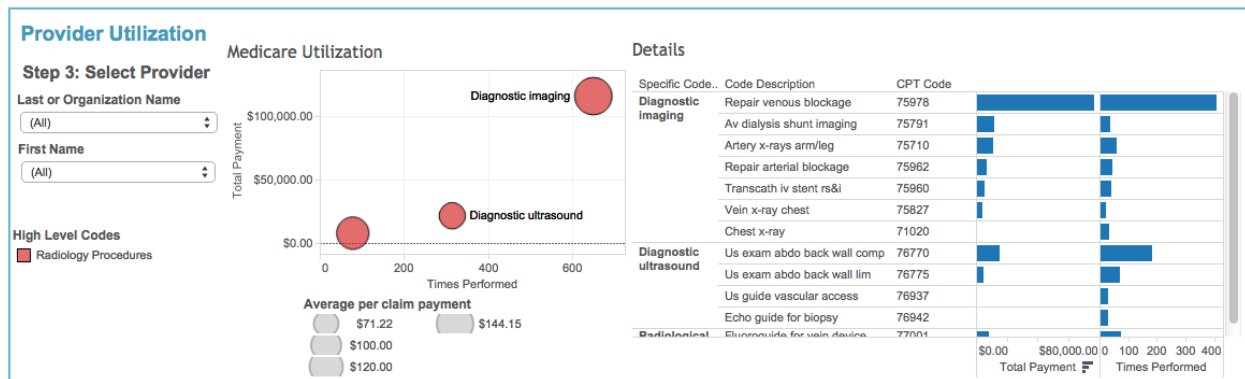 Provider Utilization
Step 3: Select Provider
Last or Organization Name
(All)
First Name
(All)
High Level Codes
Radiology Procedures
Medicare Utilization
Total Payment
$100,000.00
$50,000.00
$0.00
Diagnostic imaging
Diagnostic ultrasound
0 200 400 600
Times Performed
Average per claim payment
$71.22 $144.15
$100.00
$120.00
Details
Specific Code.. Code Description CPT Code
Diagnostic imaging
Repair venous blockage 75978
Av dialysis shunt imaging 75791
Artery x-rays arm/leg 75710
Repair arterial blockage 75962
Transcath iv stent rs&i 75960
Vein x-ray chest 75827
Chest x-ray 71020
Diagnostic ultrasound
Us exam abdo back wall comp 76770
Us exam abdo back wall lim 76775
Us guide vascular access 76937
Echo guide for biopsy 76942
Radiological Fluoroguide for vein device 77001
$0.00 $80,000.00 0 100 200 300 400
Total Payment Times Performed